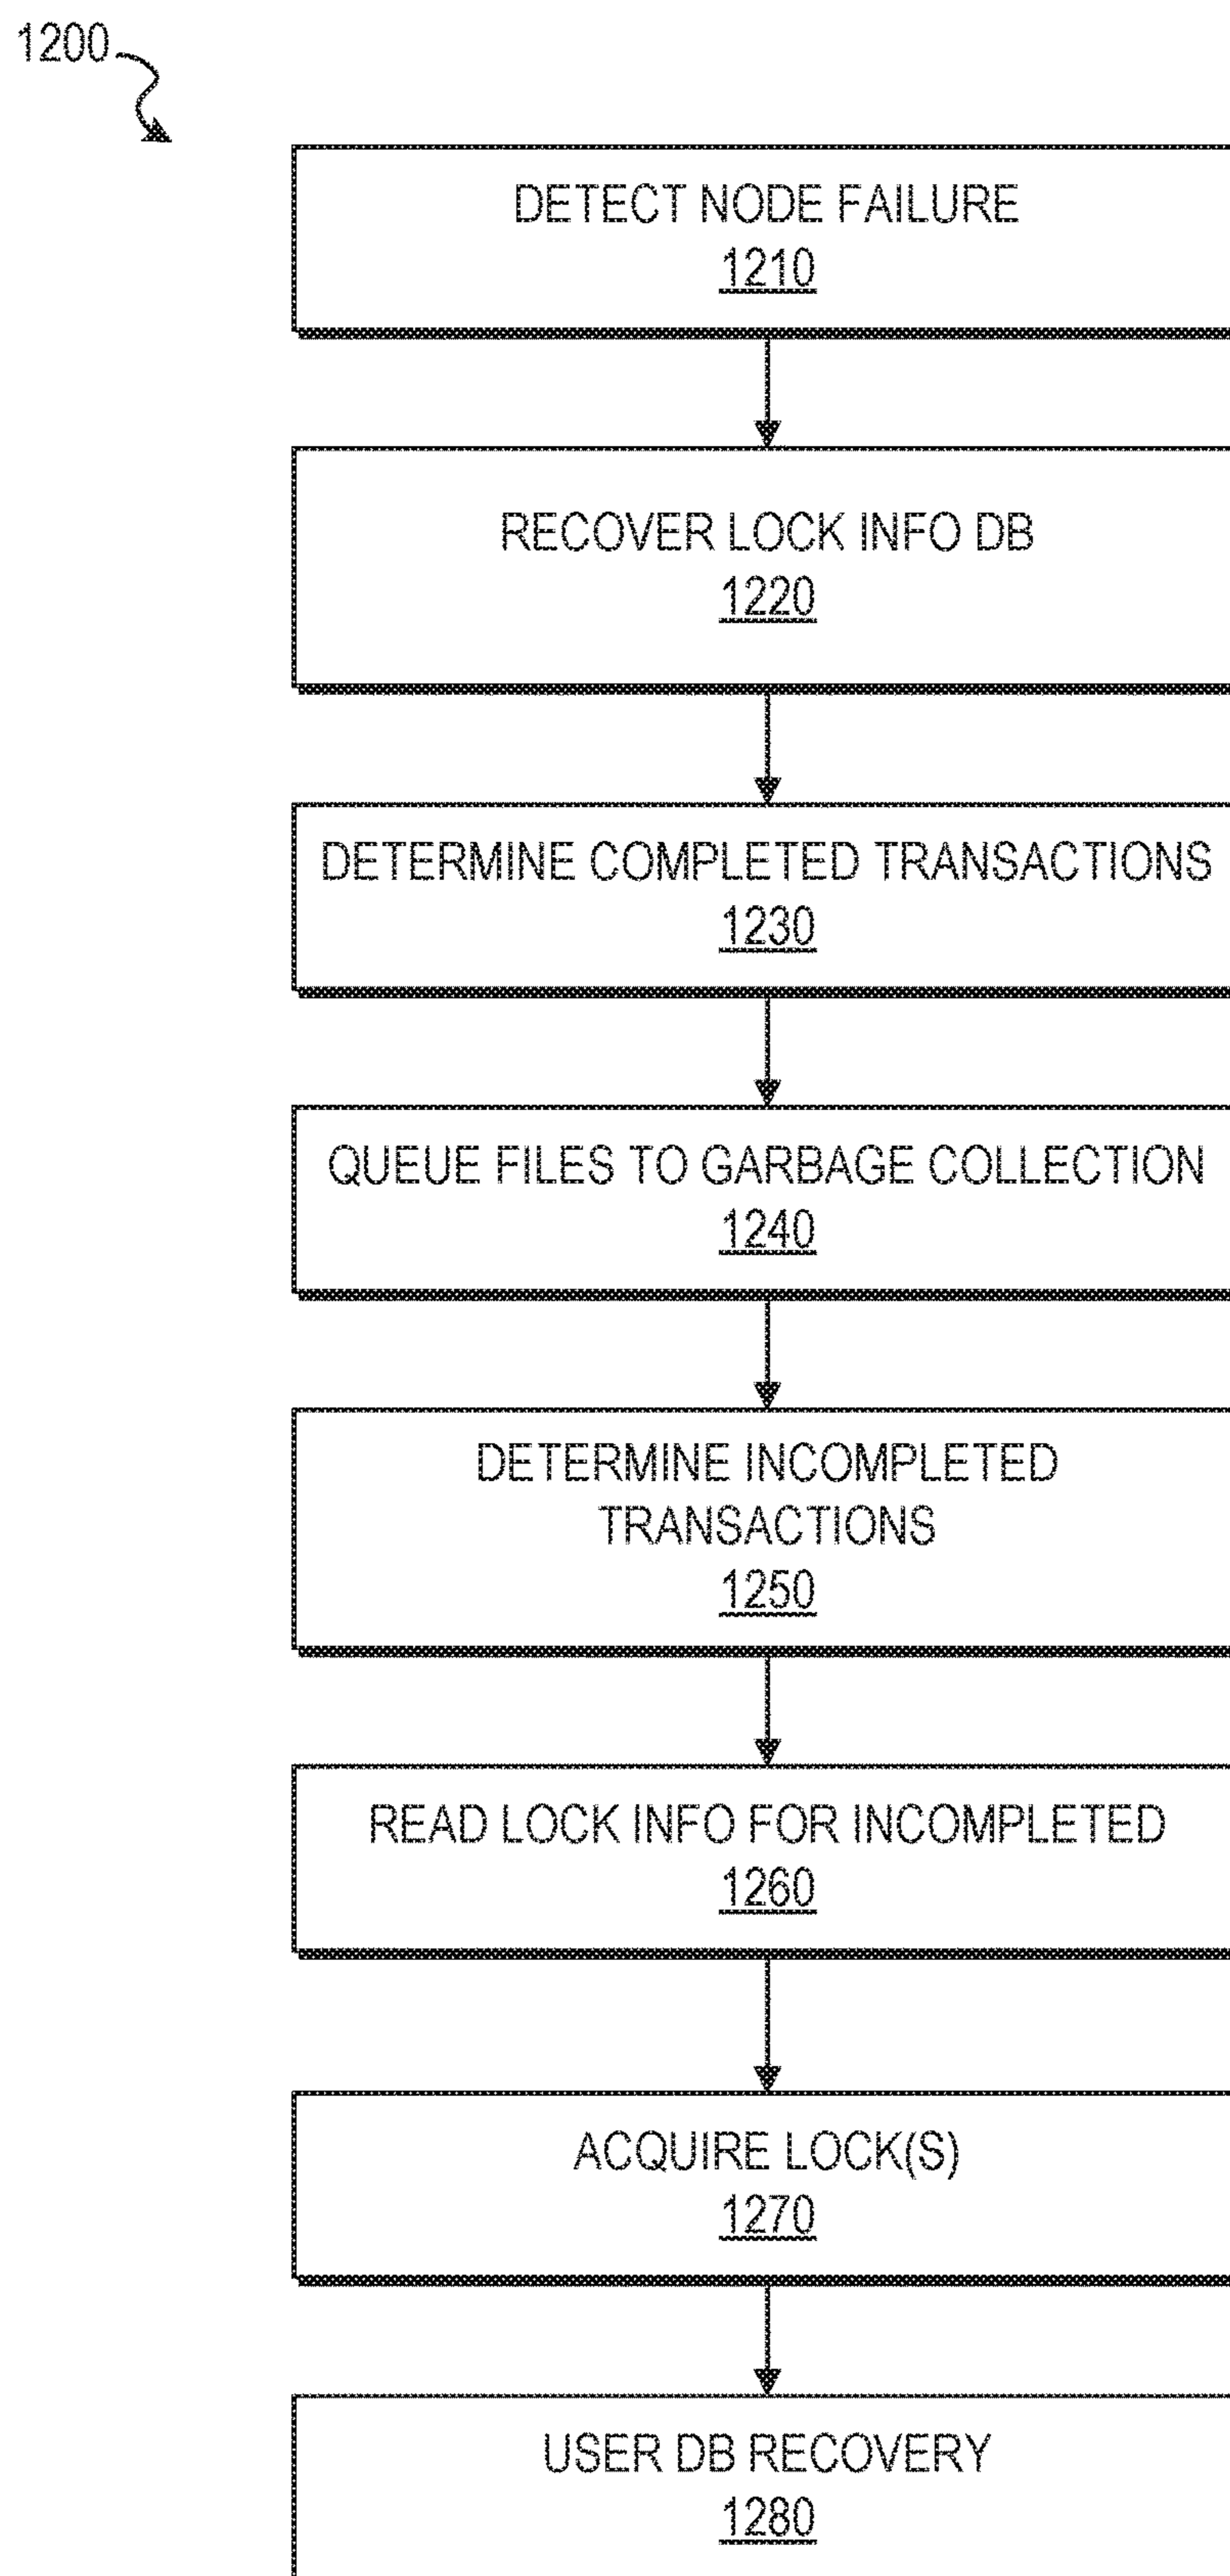 1200
DETECT NODE FAILURE
1210
RECOVER LOCK INFO DB
1220
DETERMINE COMPLETED TRANSACTIONS
1230
QUEUE FILES TO GARBAGE COLLECTION
1240
DETERMINE INCOMPLETED
TRANSACTIONS
1250
READ LOCK INFO FOR INCOMPLETED
1260
ACQUIRE LOCK(S)
1270
USER DB RECOVERY
1280